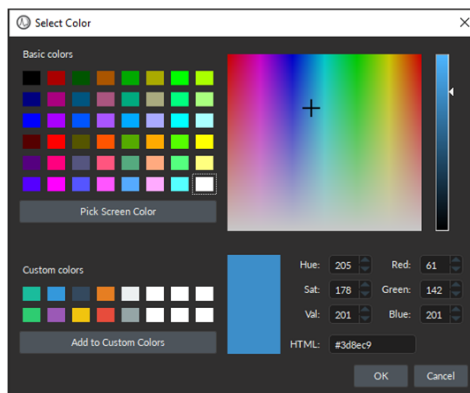 Select Color
Basic colors
Pick Screen Color
Custom colors
Add to Custom Colors
Hue: 205 Red: 61
Sat: 178 Green: 142
Val: 201 Blue: 201
HTML: #3d8ec9
OK Cancel